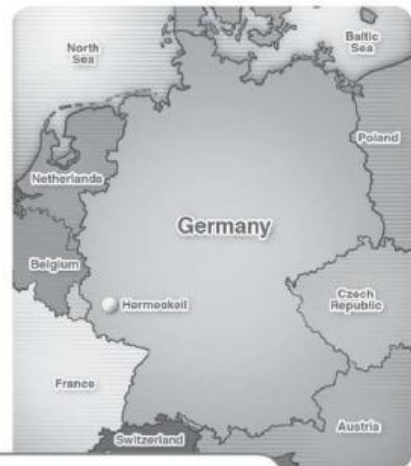 North
Sea
Baltic
Sea
Poland
Netherlands
Germany
Belgium
Hermeskeil
Czech
Republic
France
Austria
Switzerland